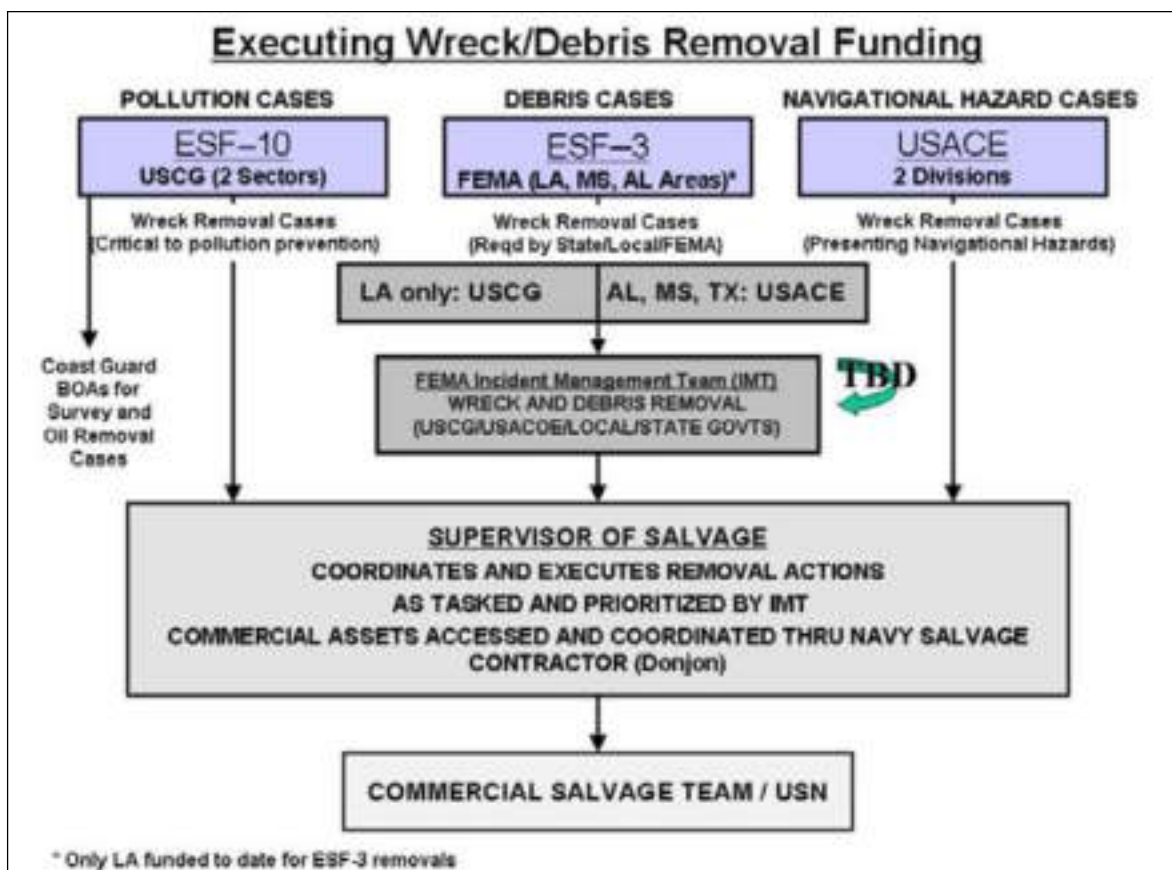 Executing Wreck/Debris Removal Funding
POLLUTION CASES
ESF–10
USCG (2 Sectors)
Wreck Removal Cases
(Critical to pollution prevention)
Coast Guard
BOAs for
Survey and
Oil Removal
Cases
DEBRIS CASES
ESF–3
FEMA (LA, MS, AL Areas)*
Wreck Removal Cases
(Reqd by State/Local/FEMA)
NAVIGATIONAL HAZARD CASES
USACE
2 Divisions
Wreck Removal Cases
(Presenting Navigational Hazards)
LA only: USCG
AL, MS, TX: USACE
FEMA Incident Management Team (IMT)
WRECK AND DEBRIS REMOVAL
(USCG/USACOE/LOCAL/STATE GOVTS)
TBD
SUPERVISOR OF SALVAGE
COORDINATES AND EXECUTES REMOVAL ACTIONS
AS TASKED AND PRIORITIZED BY IMT
COMMERCIAL ASSETS ACCESSED AND COORDINATED THRU NAVY SALVAGE
CONTRACTOR (Donjon)
COMMERCIAL SALVAGE TEAM / USN
* Only LA funded to date for ESF-3 removals